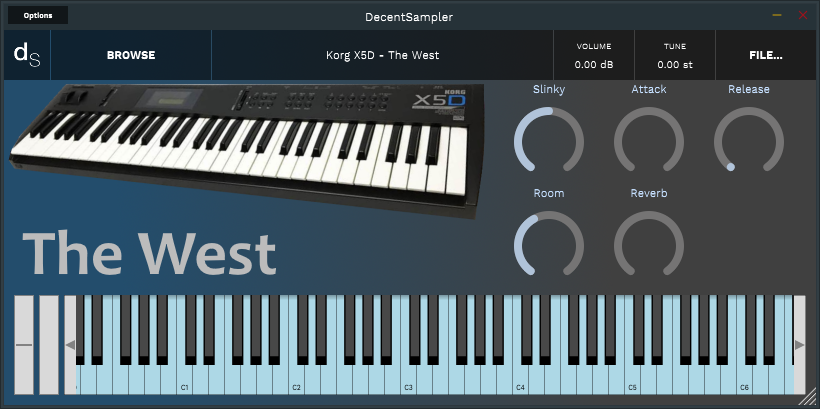 Options
DecentSampler
dS
BROWSE
Korg X5D - The West
VOLUME
0.00 dB
TUNE
0.00 st
FILE...
KORG
X5D
Slinky
Attack
Release
Room
Reverb
The West
C1
C2
C3
C4
C5
C6